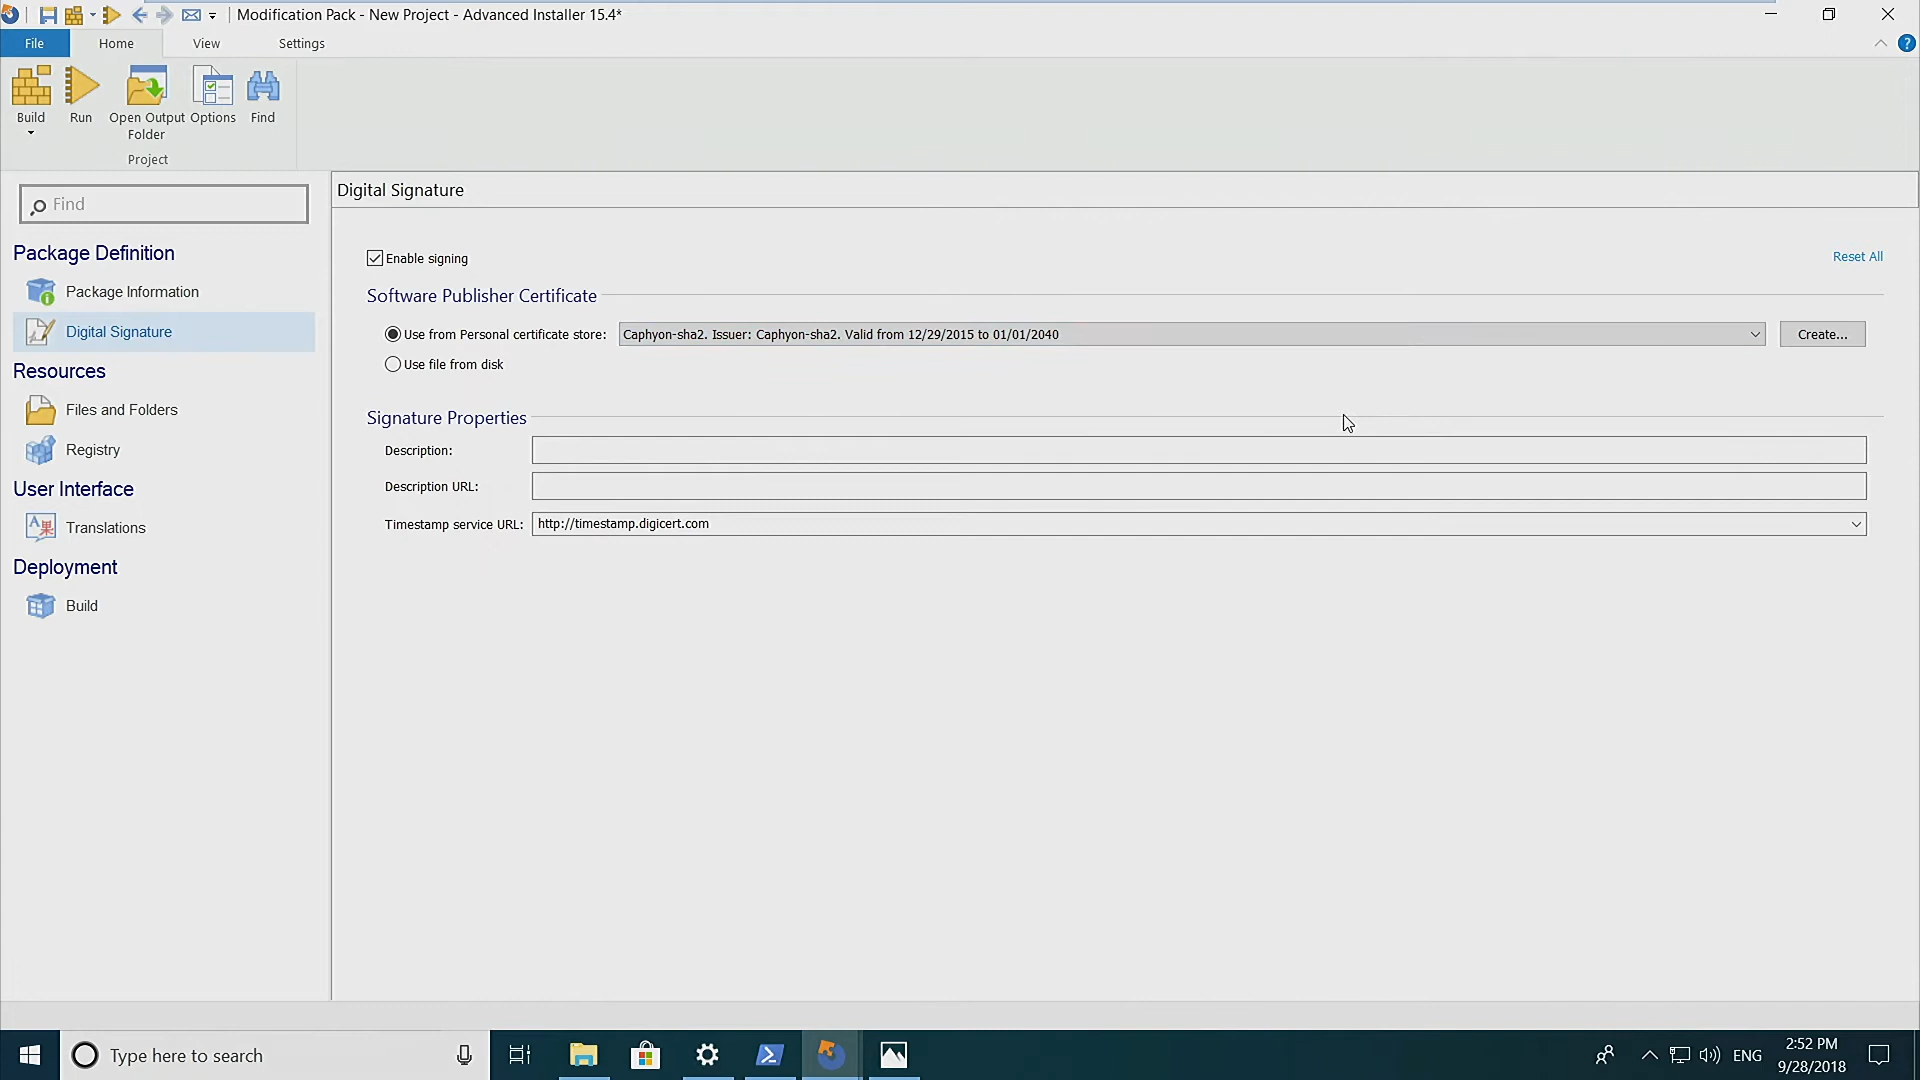 Modification Pack - New Project - Advanced Installer 15.4*
File
Home
View
Settings
?
Build
Run
Open Output
Folder
Options
Find
Project
Find
Package Definition
Package Information
Digital Signature
Resources
Files and Folders
Registry
User Interface
Translations
Deployment
Build
Digital Signature
Enable signing
Reset All
Software Publisher Certificate
Use from Personal certificate store:
Caphyon-sha2. Issuer: Caphyon-sha2. Valid from 12/29/2015 to 01/01/2040
Create...
Use file from disk
Signature Properties
Description:
Description URL:
Timestamp service URL:
http://timestamp.digicert.com
Type here to search
ENG
2:52 PM
9/28/2018